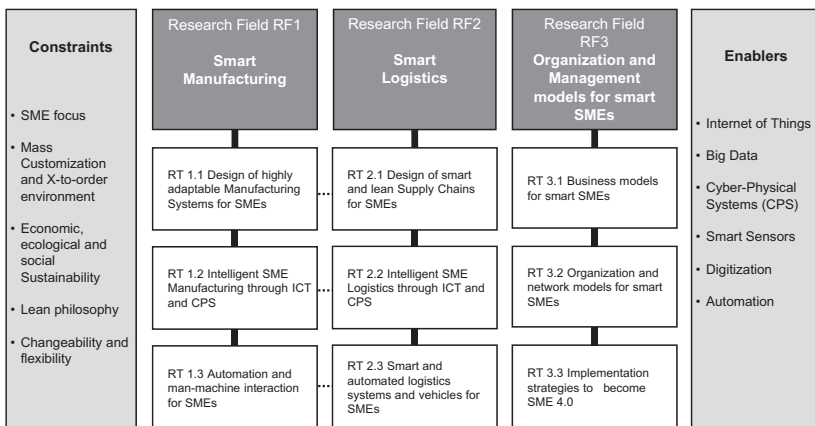 Constraints
• SME focus
• Mass
Customization
and X-to-order
environment
• Economic,
ecological and
social
Sustainability
• Lean philosophy
• Changeability and
flexibility
Research Field RF1
Smart
Manufacturing
RT 1.1 Design of highly
adaptable Manufacturing
Systems for SMEs
RT 1.2 Intelligent SME
Manufacturing through ICT
and CPS
RT 1.3 Automation and
man-machine interaction
for SMEs
Research Field RF2
Smart
Logistics
RT 2.1 Design of smart
and lean Supply Chains
for SMEs
RT 2.2 Intelligent SME
Logistics through ICT and
CPS
RT 2.3 Smart and
automated logistics
systems and vehicles for
SMEs
Research Field
RF3
Organization and
Management
models for smart
SMEs
RT 3.1 Business models
for smart SMEs
RT 3.2 Organization and
network models for smart
SMEs
RT 3.3 Implementation
strategies to become
SME 4.0
Enablers
• Internet of Things
• Big Data
• Cyber-Physical
Systems (CPS)
• Smart Sensors
• Digitization
• Automation